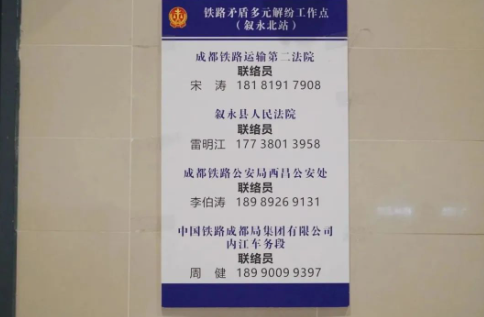 铁路矛盾多元解纷工作点
（叙永北站）
成都铁路运输第二法院
联络员
宋 涛 181 8191 7908
叙永县人民法院
联络员
雷明江 177 3801 3958
成都铁路公安局西昌公安处
联络员
李伯涛 189 8926 9131
中国铁路成都局集团有限公司
内江车务段
联络员
周 健 189 9000 9397